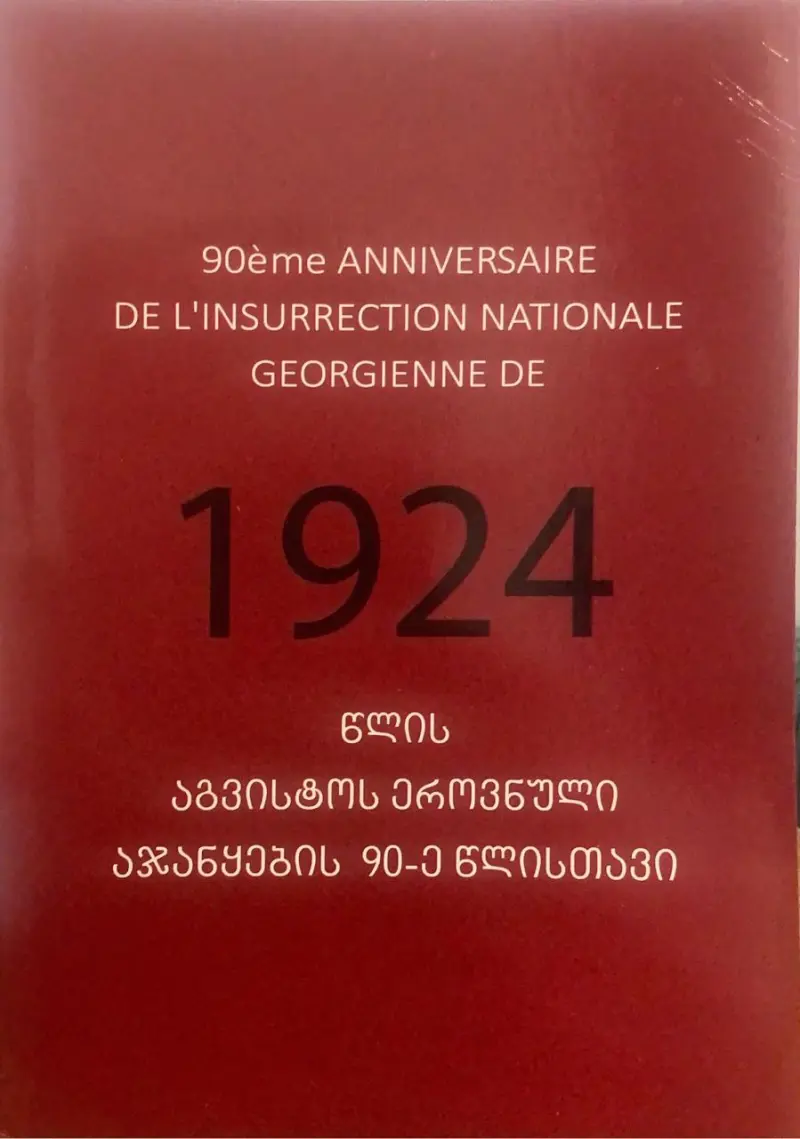 90ème ANNIVERSAIRE
DE L'INSURRECTION NATIONALE
GEORGIENNE DE
1924
წლის
აგვისტოს ეროვნული
აჯანყების 90-ე წლისთავი